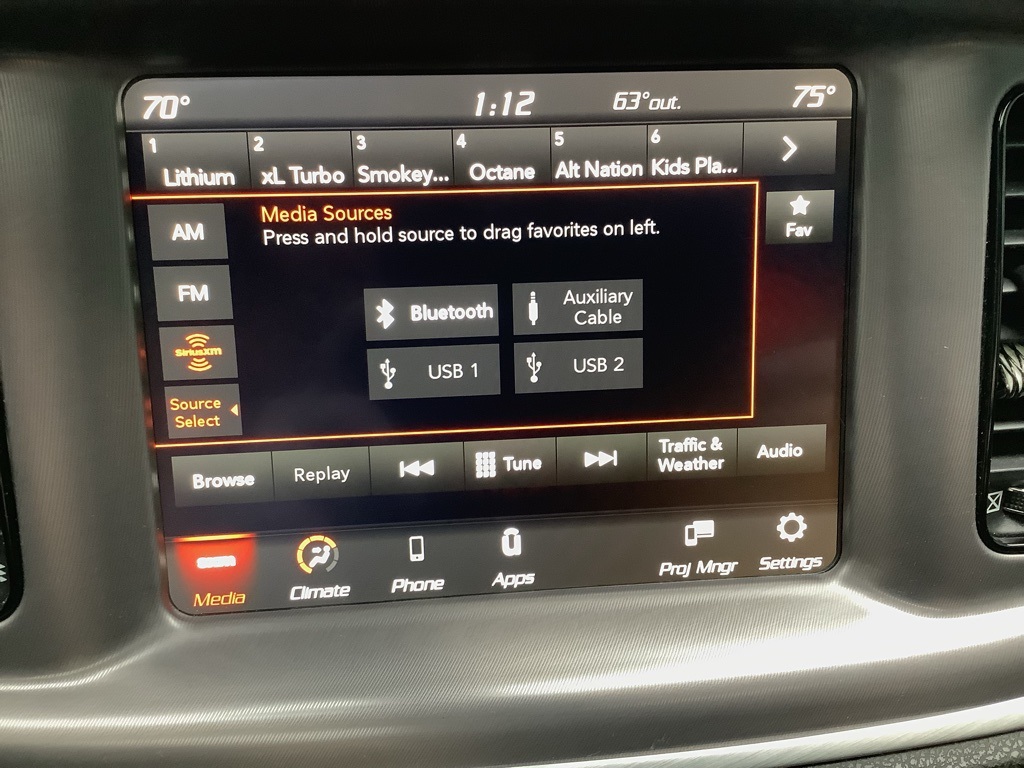 70° 1:12 63°out. 75°
1 2 3 4 5 6
Lithium xL Turbo Smokey... Octane Alt Nation Kids Pla...
Media Sources
Press and hold source to drag favorites on left.
AM
FM
SiriusXM
Source
Select
Bluetooth
Auxiliary
Cable
USB 1
USB 2
Fav
Browse
Replay
Tune
Traffic &
Weather
Audio
Media
Climate
Phone
Apps
Proj Mngr
Settings